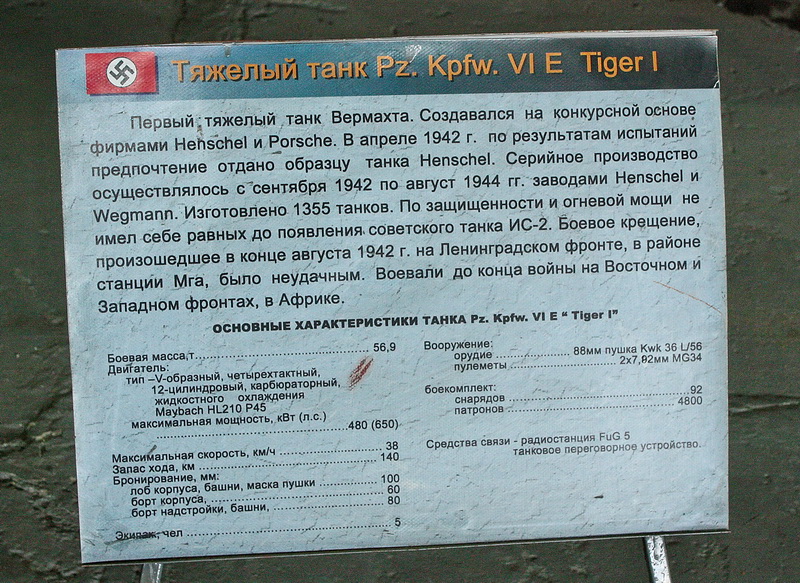 Тяжелый танк Pz. Kpfw. VI E Tiger I
Первый тяжелый танк Вермахта. Создавался на конкурсной основе
фирмами Henschel и Porsche. В апреле 1942 г. по результатам испытаний
предпочтение отдано образцу танка Henschel. Серийное производство
осуществлялось с сентября 1942 по август 1944 гг. заводами Henschel и
Wegmann. Изготовлено 1355 танков. По защищенности и огневой мощи не
имел себе равных до появления советского танка ИС-2. Боевое крещение,
произошедшее в конце августа 1942 г. на Ленинградском фронте, в районе
станции Мга, было неудачным. Воевали до конца войны на Восточном и
Западном фронтах, в Африке.
ОСНОВНЫЕ ХАРАКТЕРИСТИКИ ТАНКА Pz. Kpfw. VI E “ Tiger I”
Боевая масса,т 56,9
Двигатель:
тип –V-образный, четырехтактный,
12-цилиндровый, карбюраторный,
жидкостного охлаждения
Maybach HL210 P45
максимальная мощность, кВт (л.с.)
480 (650)
Максимальная скорость, км/ч 38
Запас хода, км 140
Бронирование, мм:
лоб корпуса, башни, маска пушки 100
борт корпуса, 60
борт надстройки, башни, 80
Экипаж, чел 5
Вооружение:
орудие 88мм пушка Kwk 36 L/56
пулеметы 2x7,92мм MG34
боекомплект:
снарядов 92
патронов 4800
Средства связи - радиостанция FuG 5
танковое переговорное устройство.